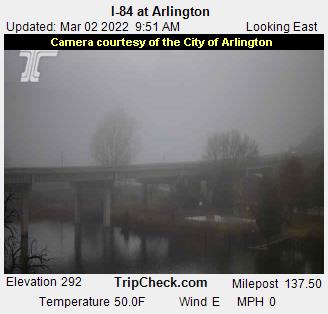 I-84 at Arlington
Updated: Mar 02 2022 9:51 AM Looking East
Camera courtesy of the City of Arlington
Elevation 292 TripCheck.com Milepost 137.50
Temperature 50.0F Wind E MPH 0